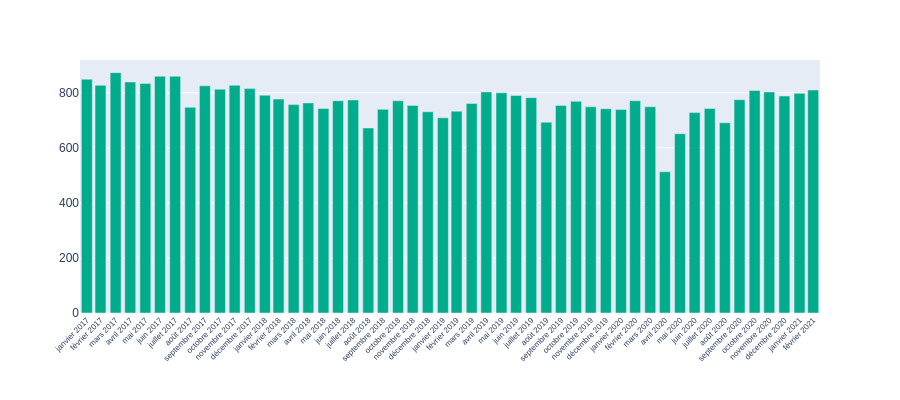 800
600
400
200
0
janvier 2017
février 2017
mars 2017
avril 2017
mai 2017
juin 2017
juillet 2017
août 2017
septembre 2017
octobre 2017
novembre 2017
décembre 2017
janvier 2018
février 2018
mars 2018
avril 2018
mai 2018
juin 2018
juillet 2018
août 2018
septembre 2018
octobre 2018
novembre 2018
décembre 2018
janvier 2019
février 2019
mars 2019
avril 2019
mai 2019
juin 2019
juillet 2019
août 2019
septembre 2019
octobre 2019
novembre 2019
décembre 2019
janvier 2020
février 2020
mars 2020
avril 2020
mai 2020
juin 2020
juillet 2020
août 2020
septembre 2020
octobre 2020
novembre 2020
décembre 2020
janvier 2021
février 2021